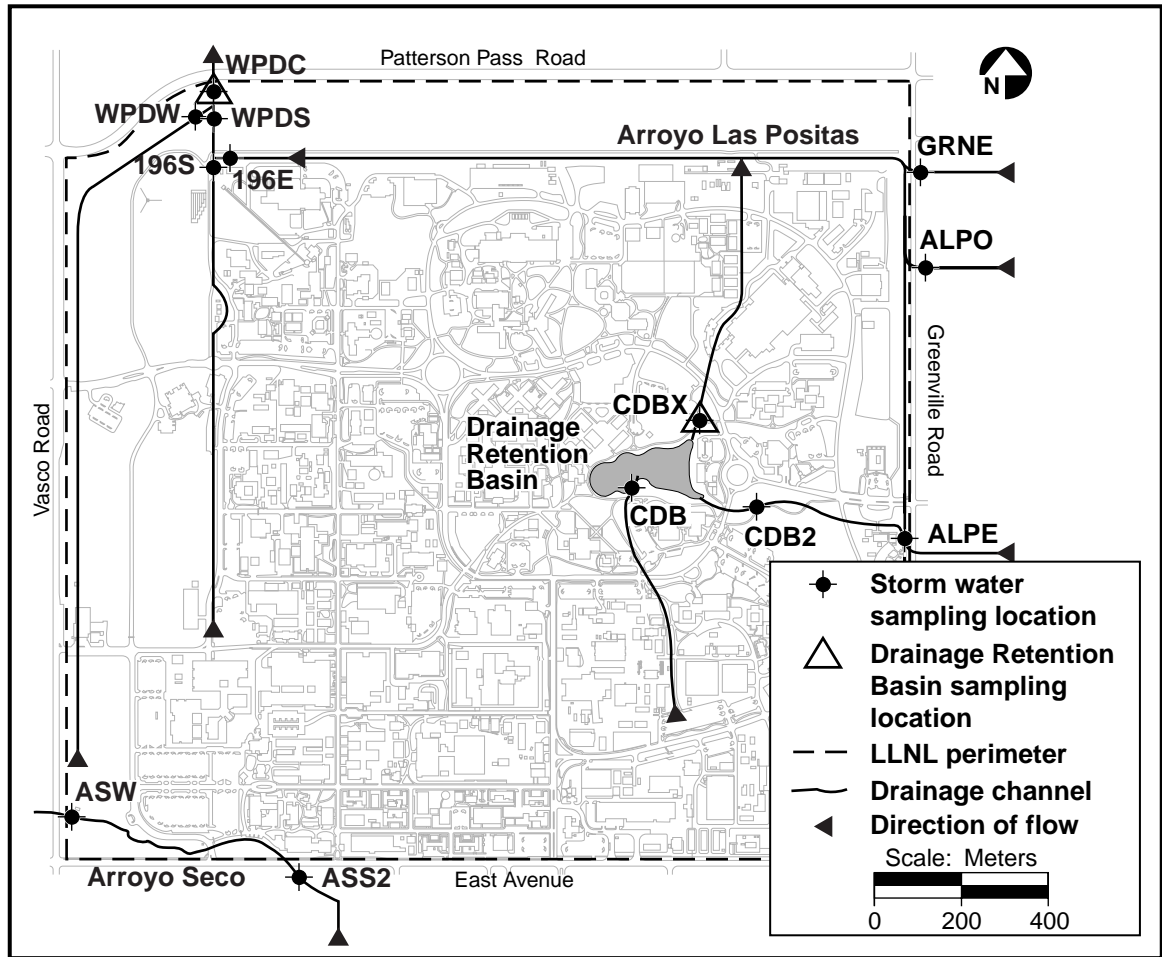 Patterson Pass Road
WPDC
WPDW
WPDS
N
Arroyo Las Positas
GRNE
196S
196E
ALPO
Greenville Road
Vasco Road
CDBX
Drainage
Retention
Basin
CDB
CDB2
ALPE
ASW
Arroyo Seco
ASS2
East Avenue
Storm water
sampling location
Drainage Retention
Basin sampling
location
LLNL perimeter
Drainage channel
Direction of flow
Scale: Meters
0 200 400